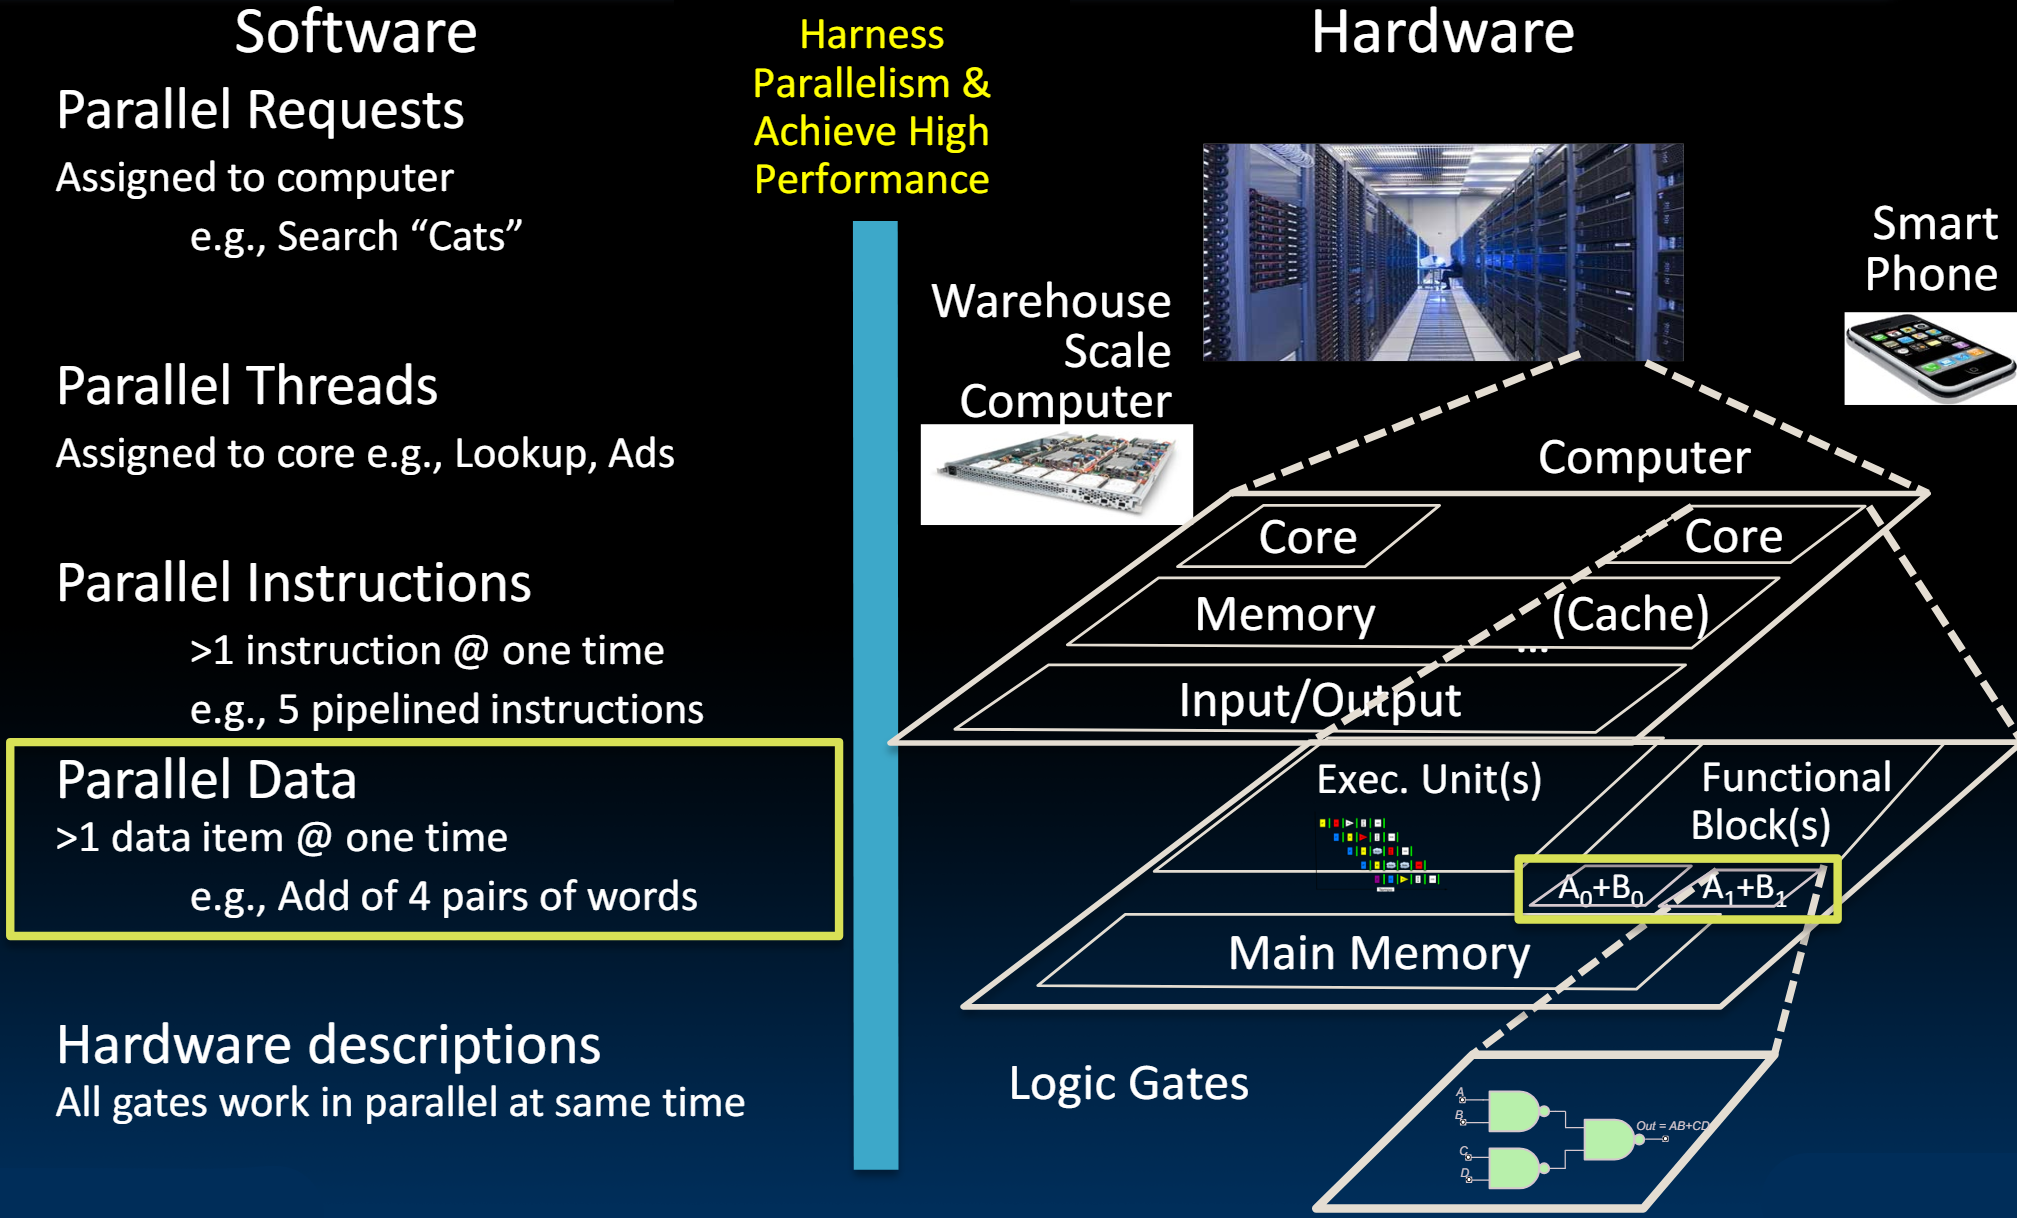 Software
Parallel Requests
Assigned to computer
e.g., Search “Cats”
Parallel Threads
Assigned to core e.g., Lookup, Ads
Parallel Instructions
>1 instruction @ one time
e.g., 5 pipelined instructions
Parallel Data
>1 data item @ one time
e.g., Add of 4 pairs of words
Hardware descriptions
All gates work in parallel at same time
Harness
Parallelism &
Achieve High
Performance
Hardware
Smart
Phone
Warehouse
Scale
Computer
Computer
Core
Core
Memory
(Cache)
...
Input/Output
Exec. Unit(s)
Functional
Block(s)
A₀+B₀
A₁+B₁
Main Memory
Logic Gates
A
B
C
D
Out = AB+CD